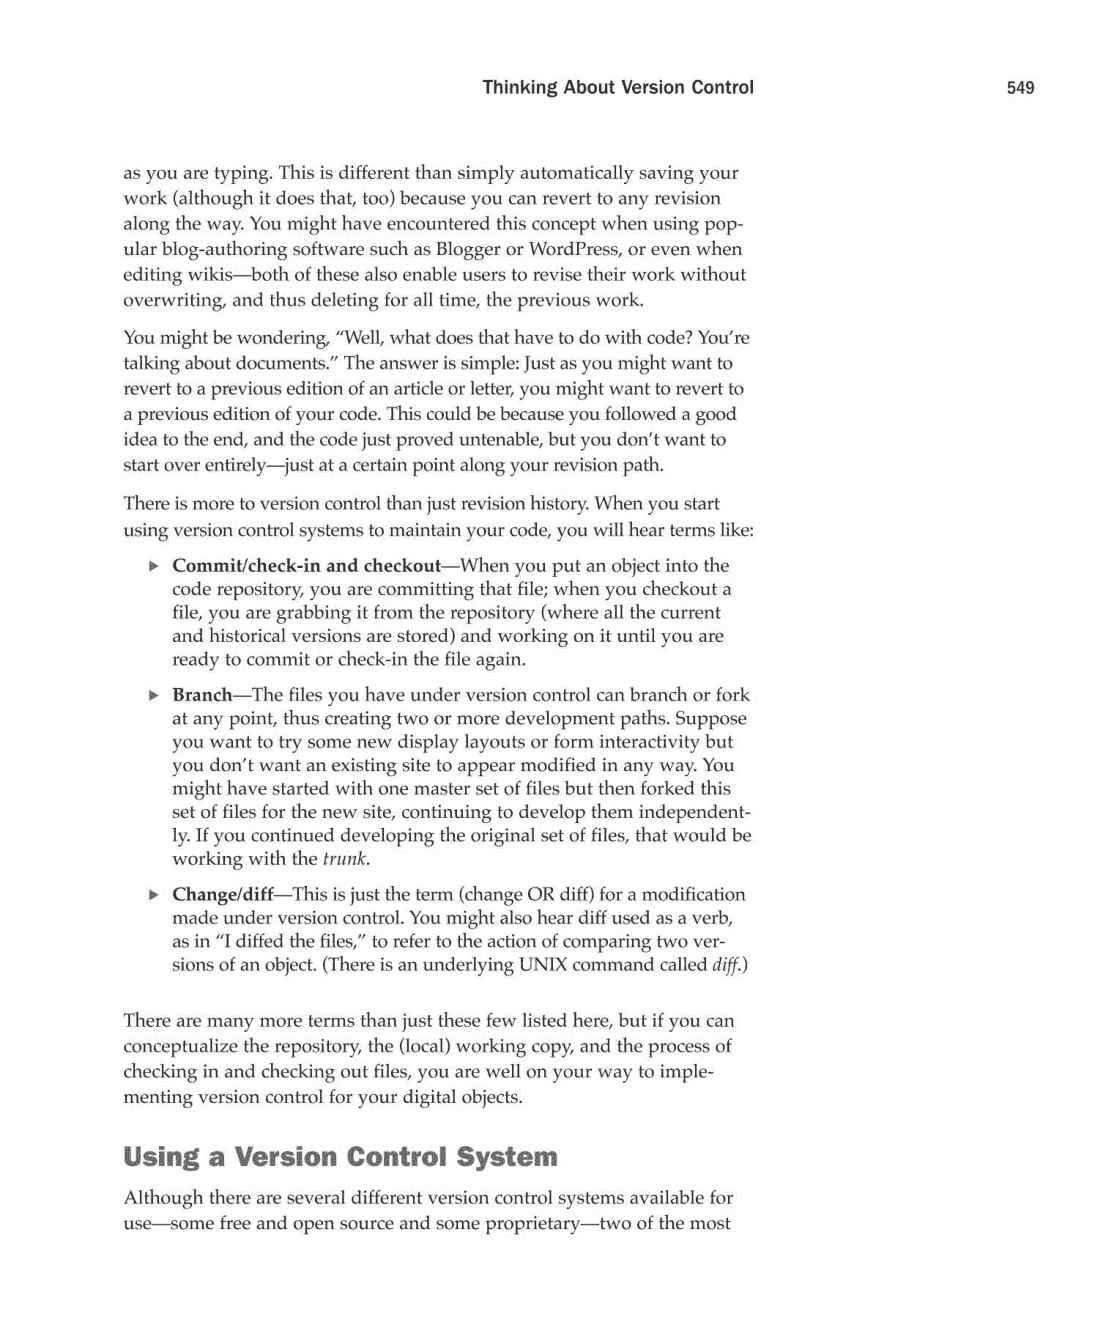 Thinking About Version Control 549
as you are typing. This is different than simply automatically saving your
work (although it does that, too) because you can revert to any revision
along the way. You might have encountered this concept when using pop-
ular blog-authoring software such as Blogger or WordPress, or even when
editing wikis—both of these also enable users to revise their work without
overwriting, and thus deleting for all time, the previous work.
You might be wondering, “Well, what does that have to do with code? You’re
talking about documents.” The answer is simple: Just as you might want to
revert to a previous edition of an article or letter, you might want to revert to
a previous edition of your code. This could be because you followed a good
idea to the end, and the code just proved untenable, but you don’t want to
start over entirely—just at a certain point along your revision path.
There is more to version control than just revision history. When you start
using version control systems to maintain your code, you will hear terms like:
▶ Commit/check-in and checkout—When you put an object into the
code repository, you are committing that file; when you checkout a
file, you are grabbing it from the repository (where all the current
and historical versions are stored) and working on it until you are
ready to commit or check-in the file again.
▶ Branch—The files you have under version control can branch or fork
at any point, thus creating two or more development paths. Suppose
you want to try some new display layouts or form interactivity but
you don’t want an existing site to appear modified in any way. You
might have started with one master set of files but then forked this
set of files for the new site, continuing to develop them independent-
ly. If you continued developing the original set of files, that would be
working with the trunk.
▶ Change/diff—This is just the term (change OR diff) for a modification
made under version control. You might also hear diff used as a verb,
as in “I diffed the files,” to refer to the action of comparing two ver-
sions of an object. (There is an underlying UNIX command called diff.)
There are many more terms than just these few listed here, but if you can
conceptualize the repository, the (local) working copy, and the process of
checking in and checking out files, you are well on your way to imple-
menting version control for your digital objects.
Using a Version Control System
Although there are several different version control systems available for
use—some free and open source and some proprietary—two of the most